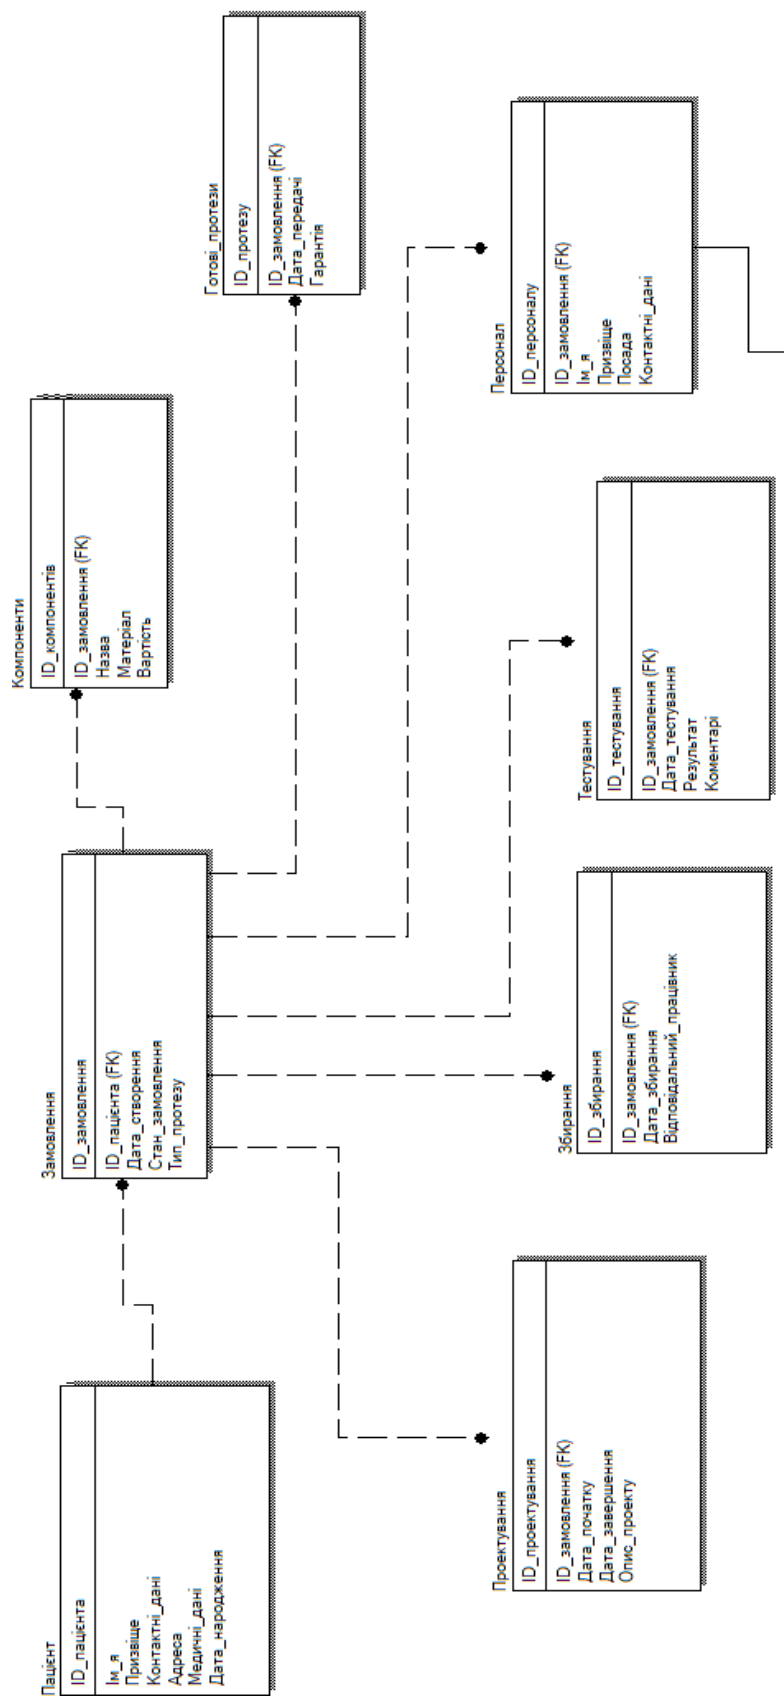 Пацієнт
ID_пацієнта
Ім_я
Призвіще
Контактні_дані
Адреса
Медичні_дані
Дата_народження
Замовлення
ID_замовлення
ID_пацієнта (FK)
Дата_створення
Стан_замовлення
Тип_протезу
Компоненти
ID_компонентів
ID_замовлення (FK)
Назва
Матеріал
Вартість
Готові_протези
ID_протезу
ID_замовлення (FK)
Дата_передачі
Гарантія
Проектування
ID_проектування
ID_замовлення (FK)
Дата_початку
Дата_завершення
Опис_проекту
Збирання
ID_збирання
ID_замовлення (FK)
Дата_збирання
Відповідальний_працівник
Тестування
ID_тестування
ID_замовлення (FK)
Дата_тестування
Результат
Коментарі
Персонал
ID_персоналу
ID_замовлення (FK)
Ім_я
Призвіще
Посада
Контактні_дані